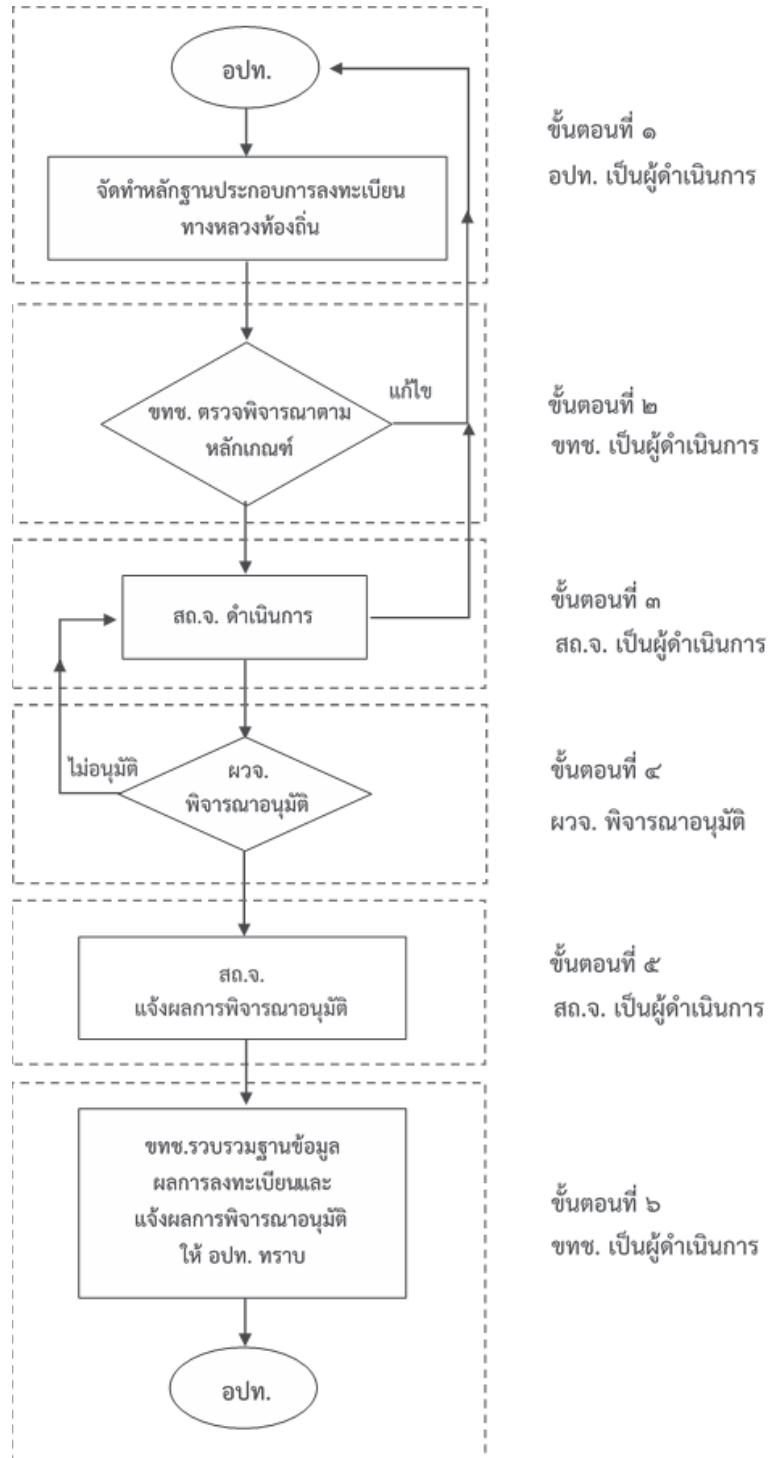 อปท.
ขั้นตอนที่ ๑
อปท. เป็นผู้ดำเนินการ
จัดทำหลักฐานประกอบการลงทะเบียน
ทางหลวงท้องถิ่น
แก้ไข
ขทช. ตรวจพิจารณาตาม
หลักเกณฑ์
ขั้นตอนที่ ๒
ขทช. เป็นผู้ดำเนินการ
สถ.จ. ดำเนินการ
ขั้นตอนที่ ๓
สถ.จ. เป็นผู้ดำเนินการ
ไม่อนุมัติ
ผวจ.
พิจารณาอนุมัติ
ขั้นตอนที่ ๔
ผวจ. พิจารณาอนุมัติ
สถ.จ.
แจ้งผลการพิจารณาอนุมัติ
ขั้นตอนที่ ๕
สถ.จ. เป็นผู้ดำเนินการ
ขทช.รวบรวมฐานข้อมูล
ผลการลงทะเบียนและ
แจ้งผลการพิจารณาอนุมัติ
ให้ อปท. ทราบ
ขั้นตอนที่ ๖
ขทช. เป็นผู้ดำเนินการ
อปท.